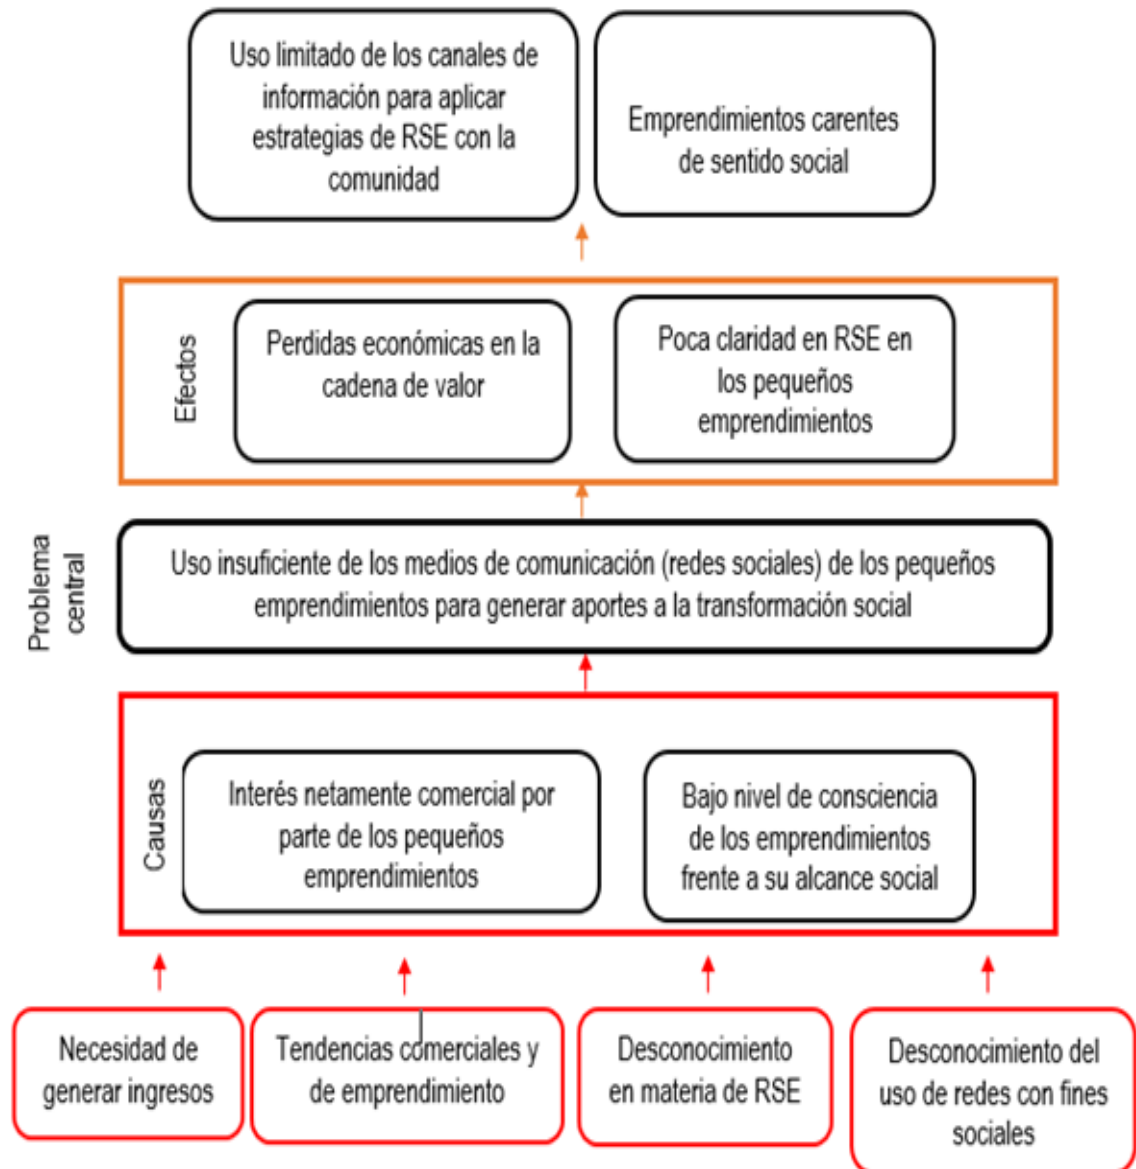 Uso limitado de los canales de
información para aplicar
estrategias de RSE con la
comunidad
Emprendimientos carentes
de sentido social
Efectos
Perdidas económicas en la
cadena de valor
Poca claridad en RSE en
los pequeños
emprendimientos
Problema
central
Uso insuficiente de los medios de comunicación (redes sociales) de los pequeños
emprendimientos para generar aportes a la transformación social
Causas
Interés netamente comercial por
parte de los pequeños
emprendimientos
Bajo nivel de consciencia
de los emprendimientos
frente a su alcance social
Necesidad de
generar ingresos
Tendencias comerciales y
de emprendimiento
Desconocimiento
en materia de RSE
Desconocimiento del
uso de redes con fines
sociales